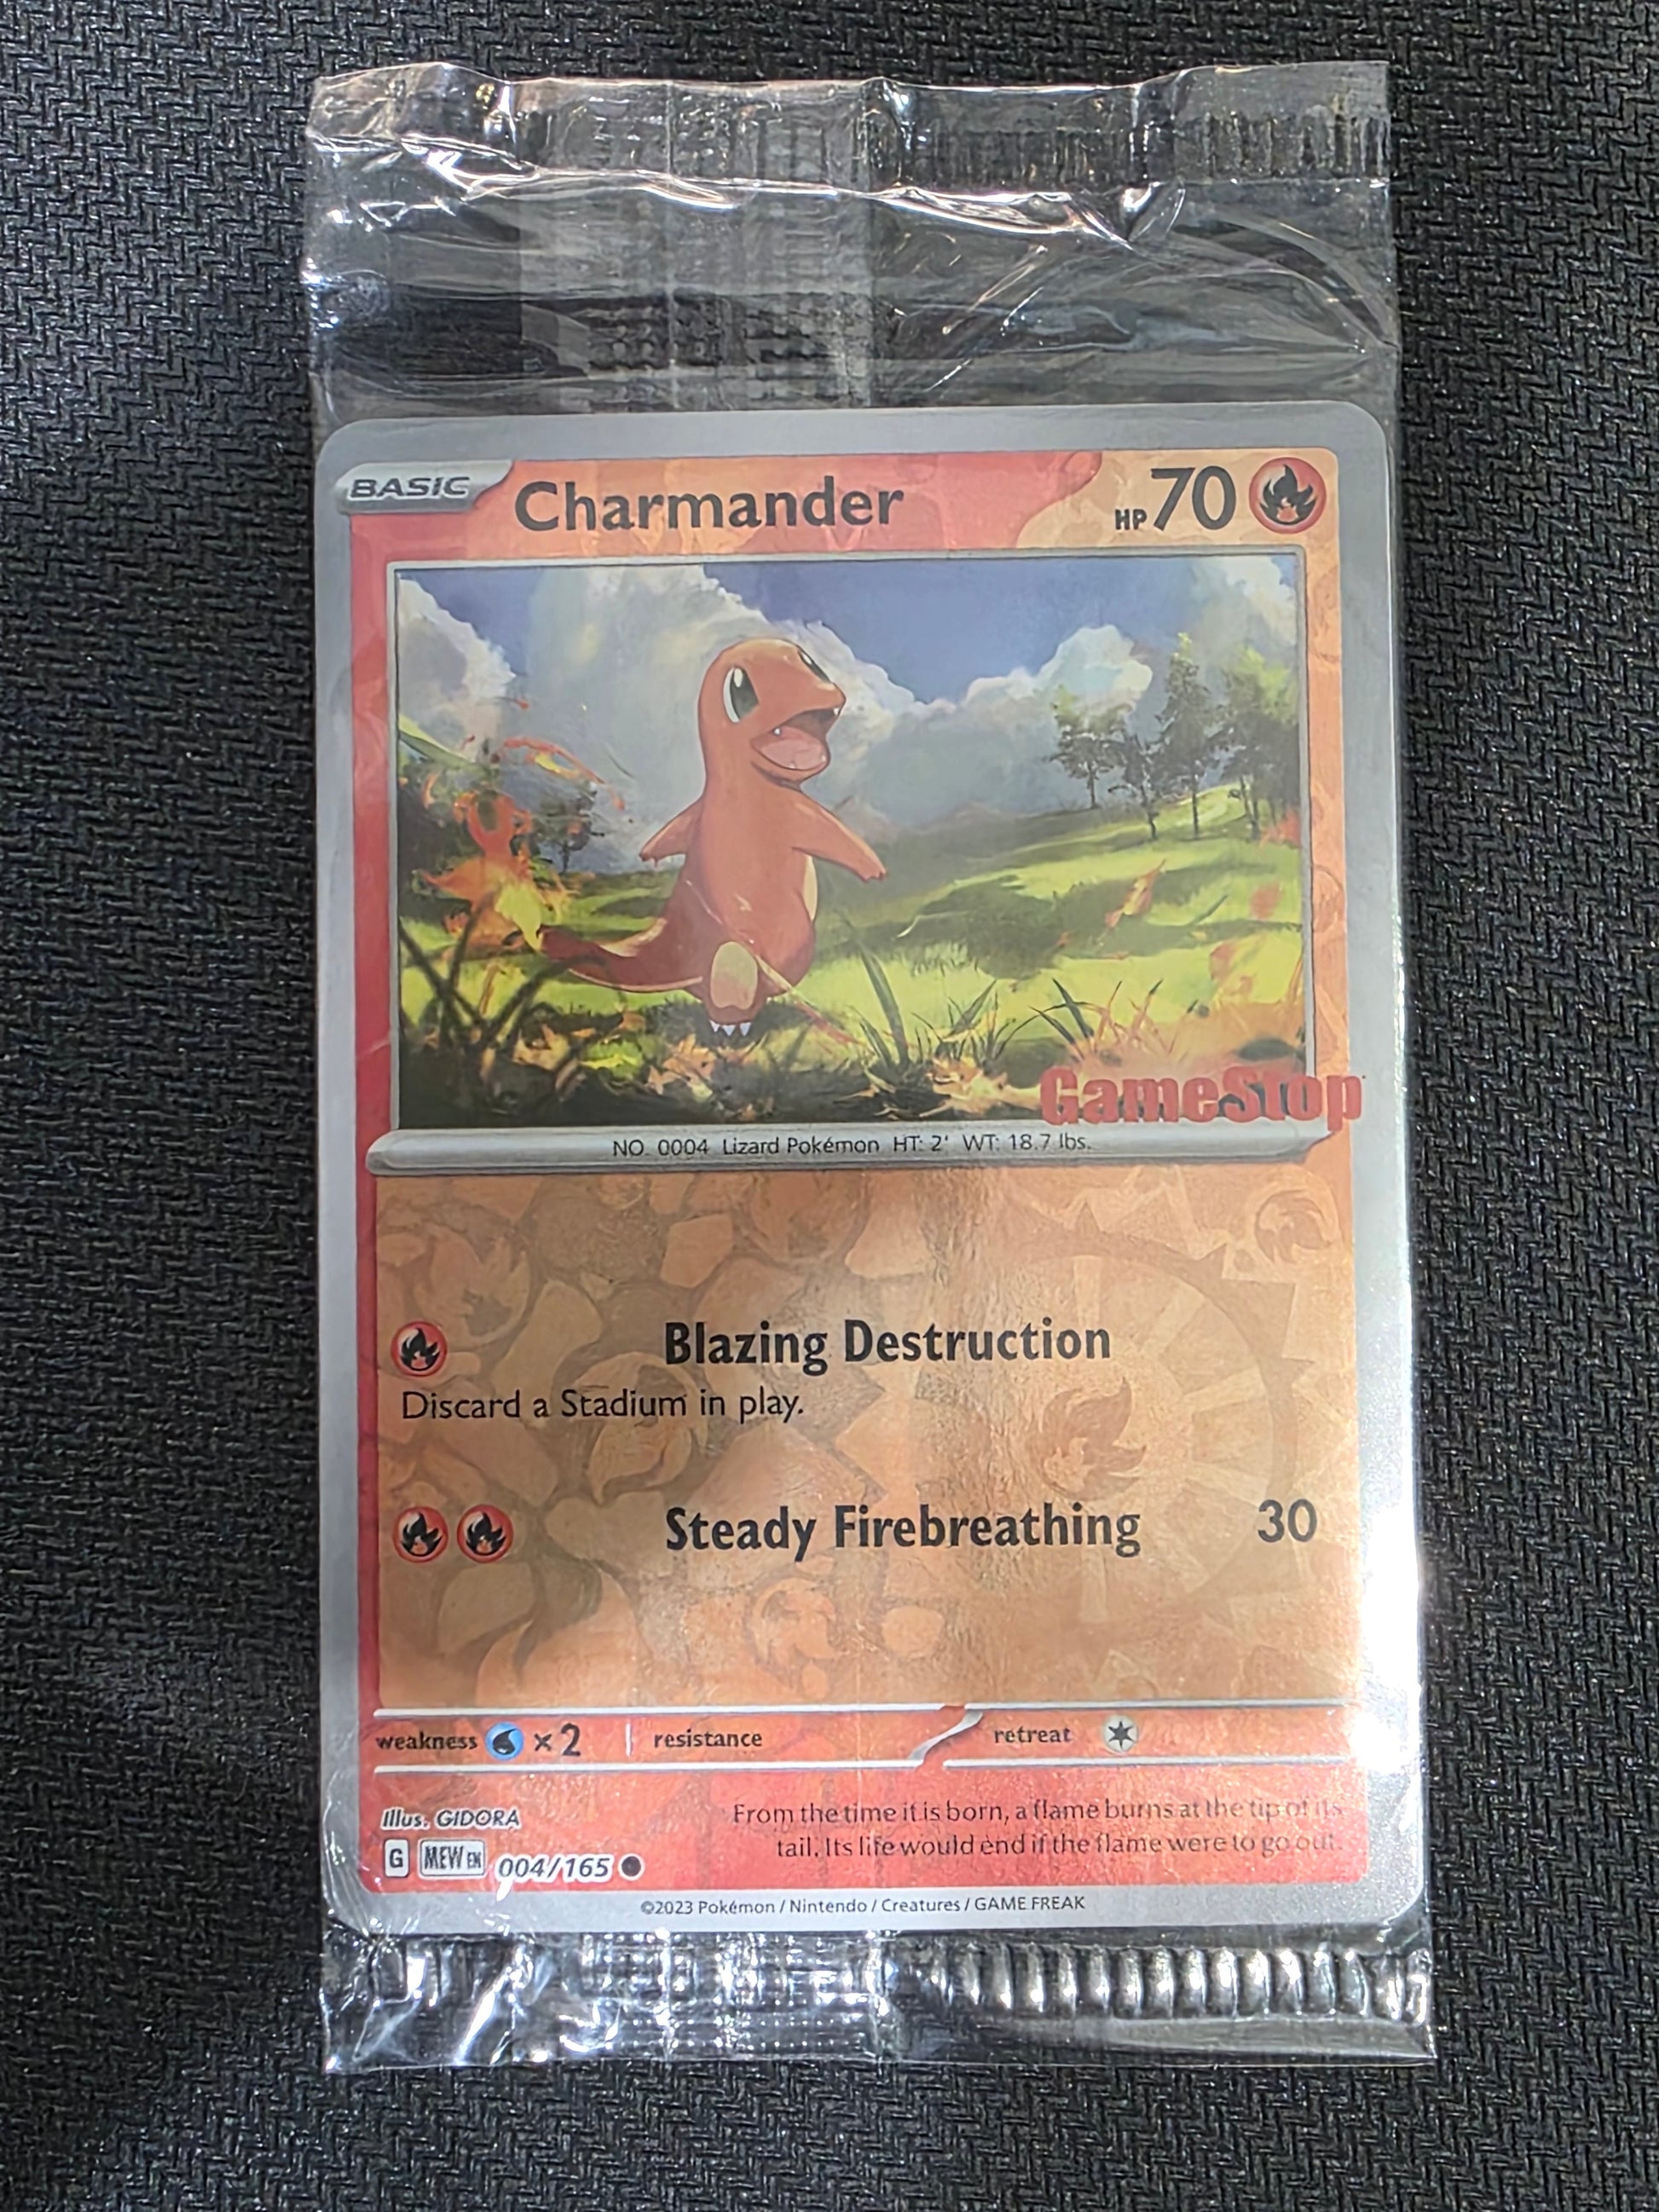 BASIC
Charmander
HP 70
GameStop
NO. 0004 Lizard Pokémon HT: 2' WT: 18.7 lbs.
Blazing Destruction
Discard a Stadium in play.
Steady Firebreathing 30
weakness ×2 resistance retreat
Illus. GIDORA
From the time it is born, a flame burns at the tip of its
tail. Its life would end if the flame were to go out.
G MEW EN 004/165
©2023 Pokémon / Nintendo / Creatures / GAME FREAK